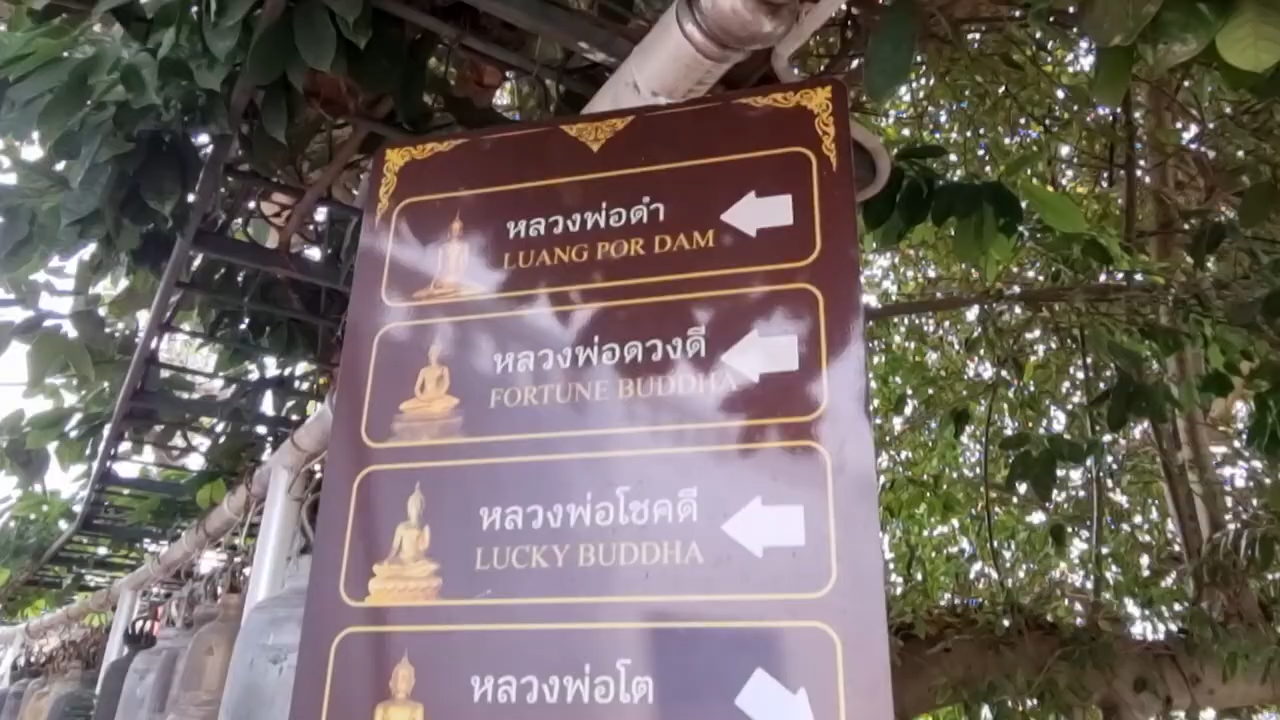 หลวงพ่อดำ
LUANG POR DAM
หลวงพ่อดวงดี
FORTUNE BUDDHA
หลวงพ่อโชคดี
LUCKY BUDDHA
หลวงพ่อโต